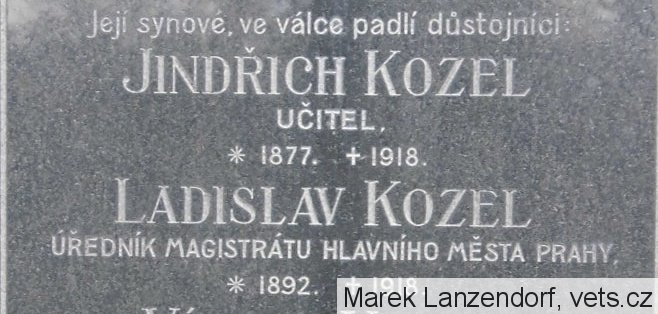 Její synové, ve válce padlí důstojníci:
JINDŘICH KOZEL
UČITEL,
* 1877. + 1918.
LADISLAV KOZEL
ÚŘEDNÍK MAGISTRÁTU HLAVNÍHO MĚSTA PRAHY,
* 1892. + 1918
Marek Lanzendorf, vets.cz